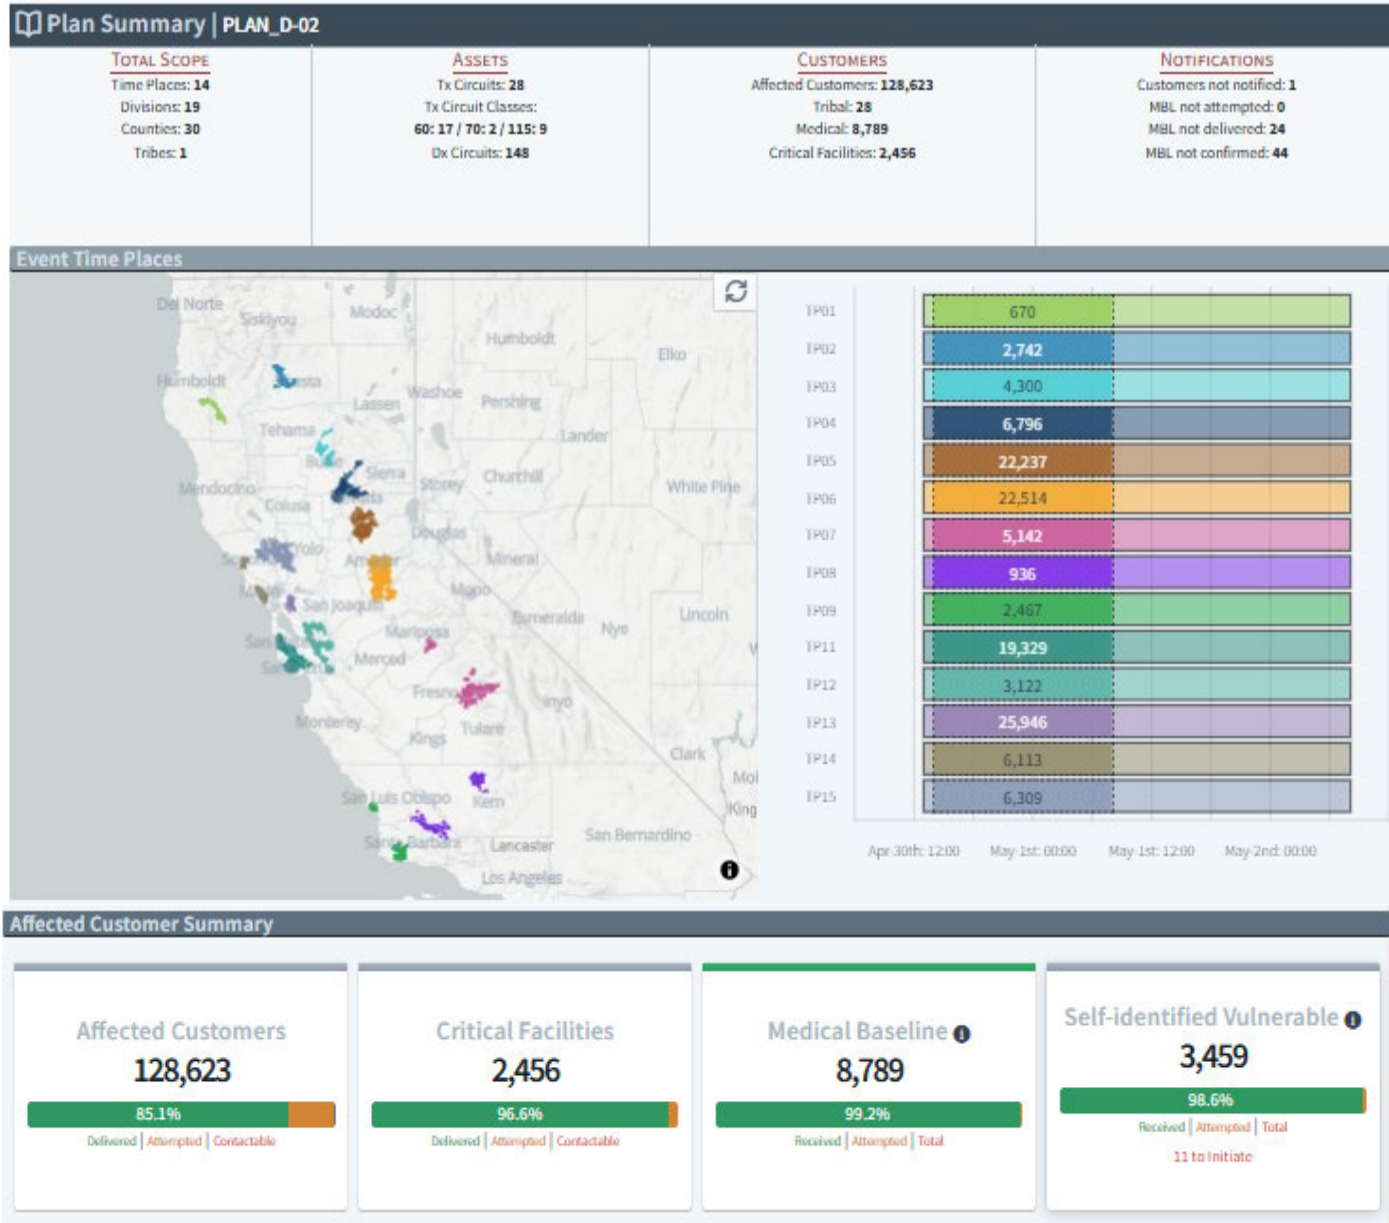 Plan Summary | PLAN_D-02
TOTAL SCOPE
Time Places: 14
Divisions: 19
Counties: 30
Tribes: 1
ASSETS
Tx Circuits: 28
Tx Circuit Classes:
60: 17 / 70: 2 / 115: 9
Dx Circuits: 148
CUSTOMERS
Affected Customers: 128,623
Tribal: 28
Medical: 8,789
Critical Facilities: 2,456
NOTIFICATIONS
Customers not notified: 1
MBL not attempted: 0
MBL not delivered: 24
MBL not confirmed: 44
Event Time Places
Del Norte
Siskiyou
Modoc
Humboldt
Elko
Humboldt
Washoe
Pershing
Lassen
Tehama
Lander
Sierra
Storey
Churchill
White Pine
Mendocino
Colusa
Yolo
Douglas
Mineral
Mono
San Joaquin
Esmeralda
Nye
Lincoln
Mariposa
Merced
Fresno
Inyo
Monterey
Tulare
Kings
Clark
San Luis Obispo
Kern
Mol
King
Santa Barbara
Lancaster
San Bernardino
Los Angeles
TP01 670
TP02 2,742
TP03 4,300
TP04 6,796
TP05 22,237
TP06 22,514
TP07 5,142
TP08 936
TP09 2,467
TP11 19,329
TP12 3,122
TP13 25,946
TP14 6,113
TP15 6,309
Apr-30th: 12:00 May-1st: 00:00 May-1st: 12:00 May-2nd: 00:00
Affected Customer Summary
Affected Customers
128,623
85.1%
Delivered | Attempted | Contactable
Critical Facilities
2,456
96.6%
Delivered | Attempted | Contactable
Medical Baseline
8,789
99.2%
Received | Attempted | Total
Self-identified Vulnerable
3,459
98.6%
Received | Attempted | Total
11 to Initiate